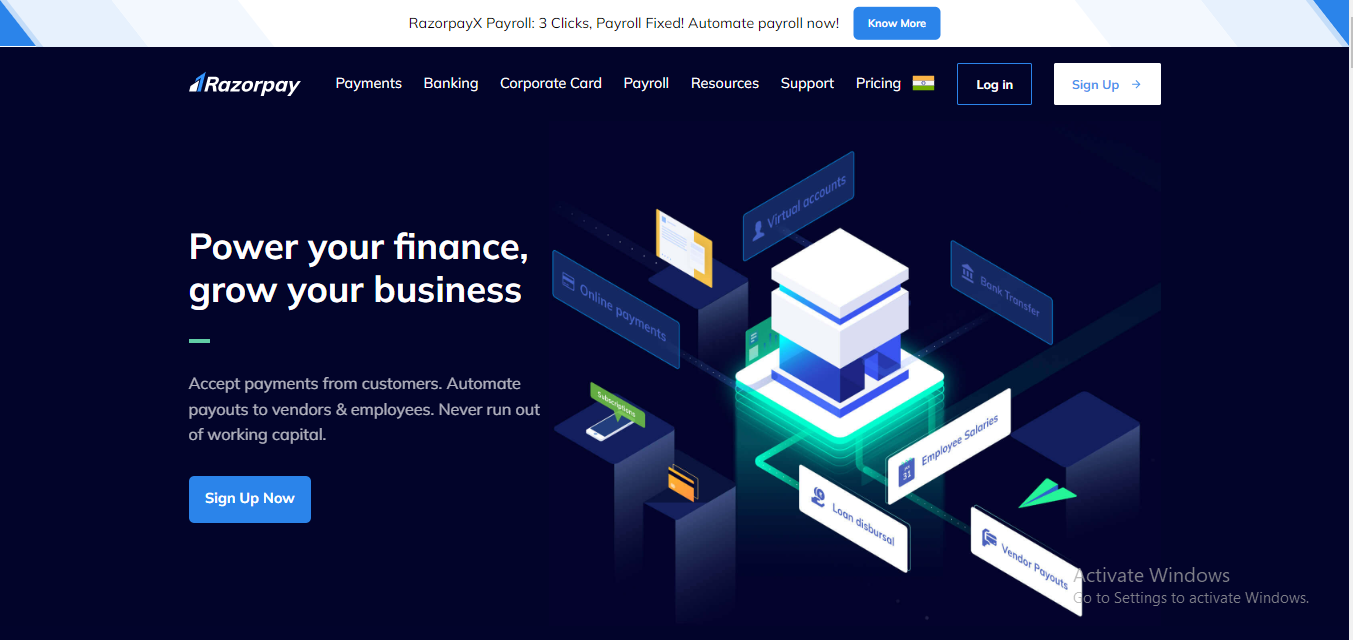 RazorpayX Payroll: 3 Clicks, Payroll Fixed! Automate payroll now!
Know More
Razorpay
Payments
Banking
Corporate Card
Payroll
Resources
Support
Pricing
Log in
Sign Up
Power your finance,
grow your business
Accept payments from customers. Automate
payouts to vendors & employees. Never run out
of working capital.
Sign Up Now
Virtual accounts
Online payments
Bank Transfer
Subscriptions
Employee Salaries
31
Loan disbursal
Vendor Payouts
Activate Windows
Go to Settings to activate Windows.